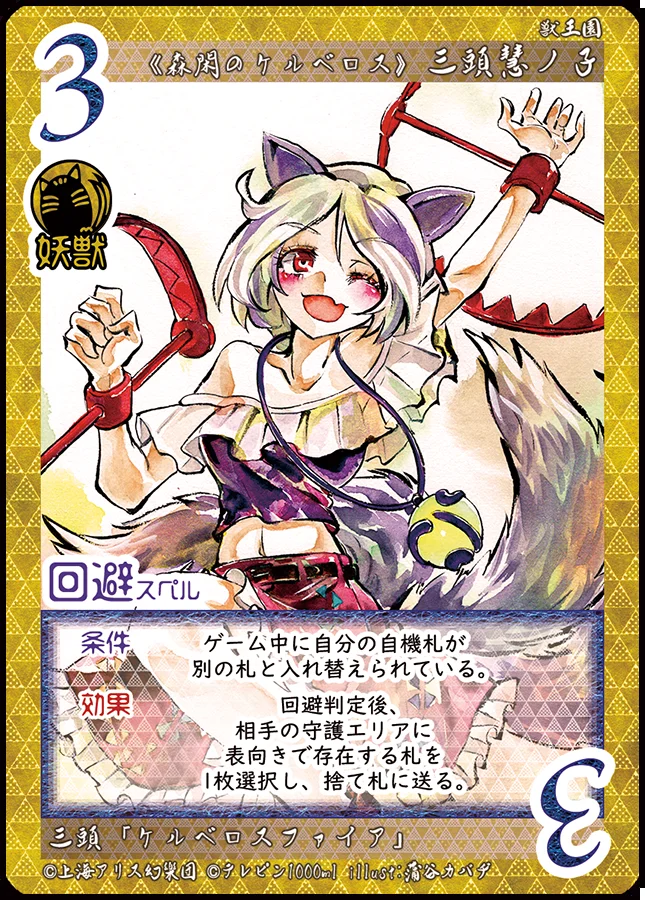 3
獣王園
《森閑のケルベロス》 三頭慧ノ子
妖獣
回避スペル
条件
ゲーム中に自分の自機札が
別の札と入れ替えられている。
効果
回避判定後、
相手の守護エリアに
表向きで存在する札を
1枚選択し、捨て札に送る。
3
三頭「ケルベロスファイア」
©上海アリス幻樂団 ©テレピン1000ml illust:蒲谷カバヂ